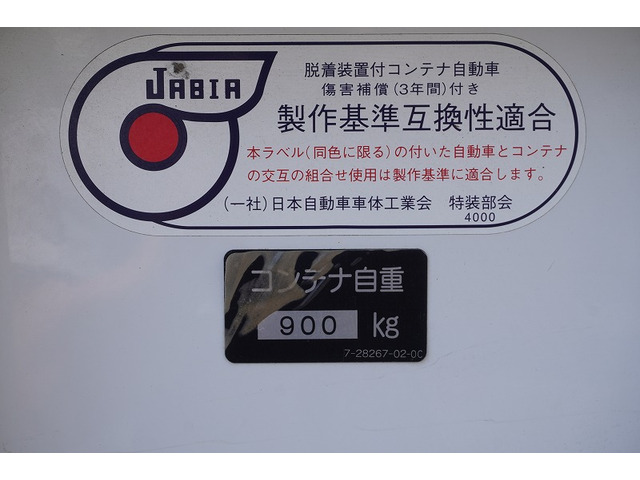 JABIA
脱着装置付コンテナ自動車
傷害補償(3年間)付き
製作基準互換性適合
本ラベル(同色に限る)の付いた自動車とコンテナ
の交互の組合せ使用は製作基準に適合します。
(一社)日本自動車車体工業会 特装部会
4000
コンテナ自重
900 kg
7-28267-02-00